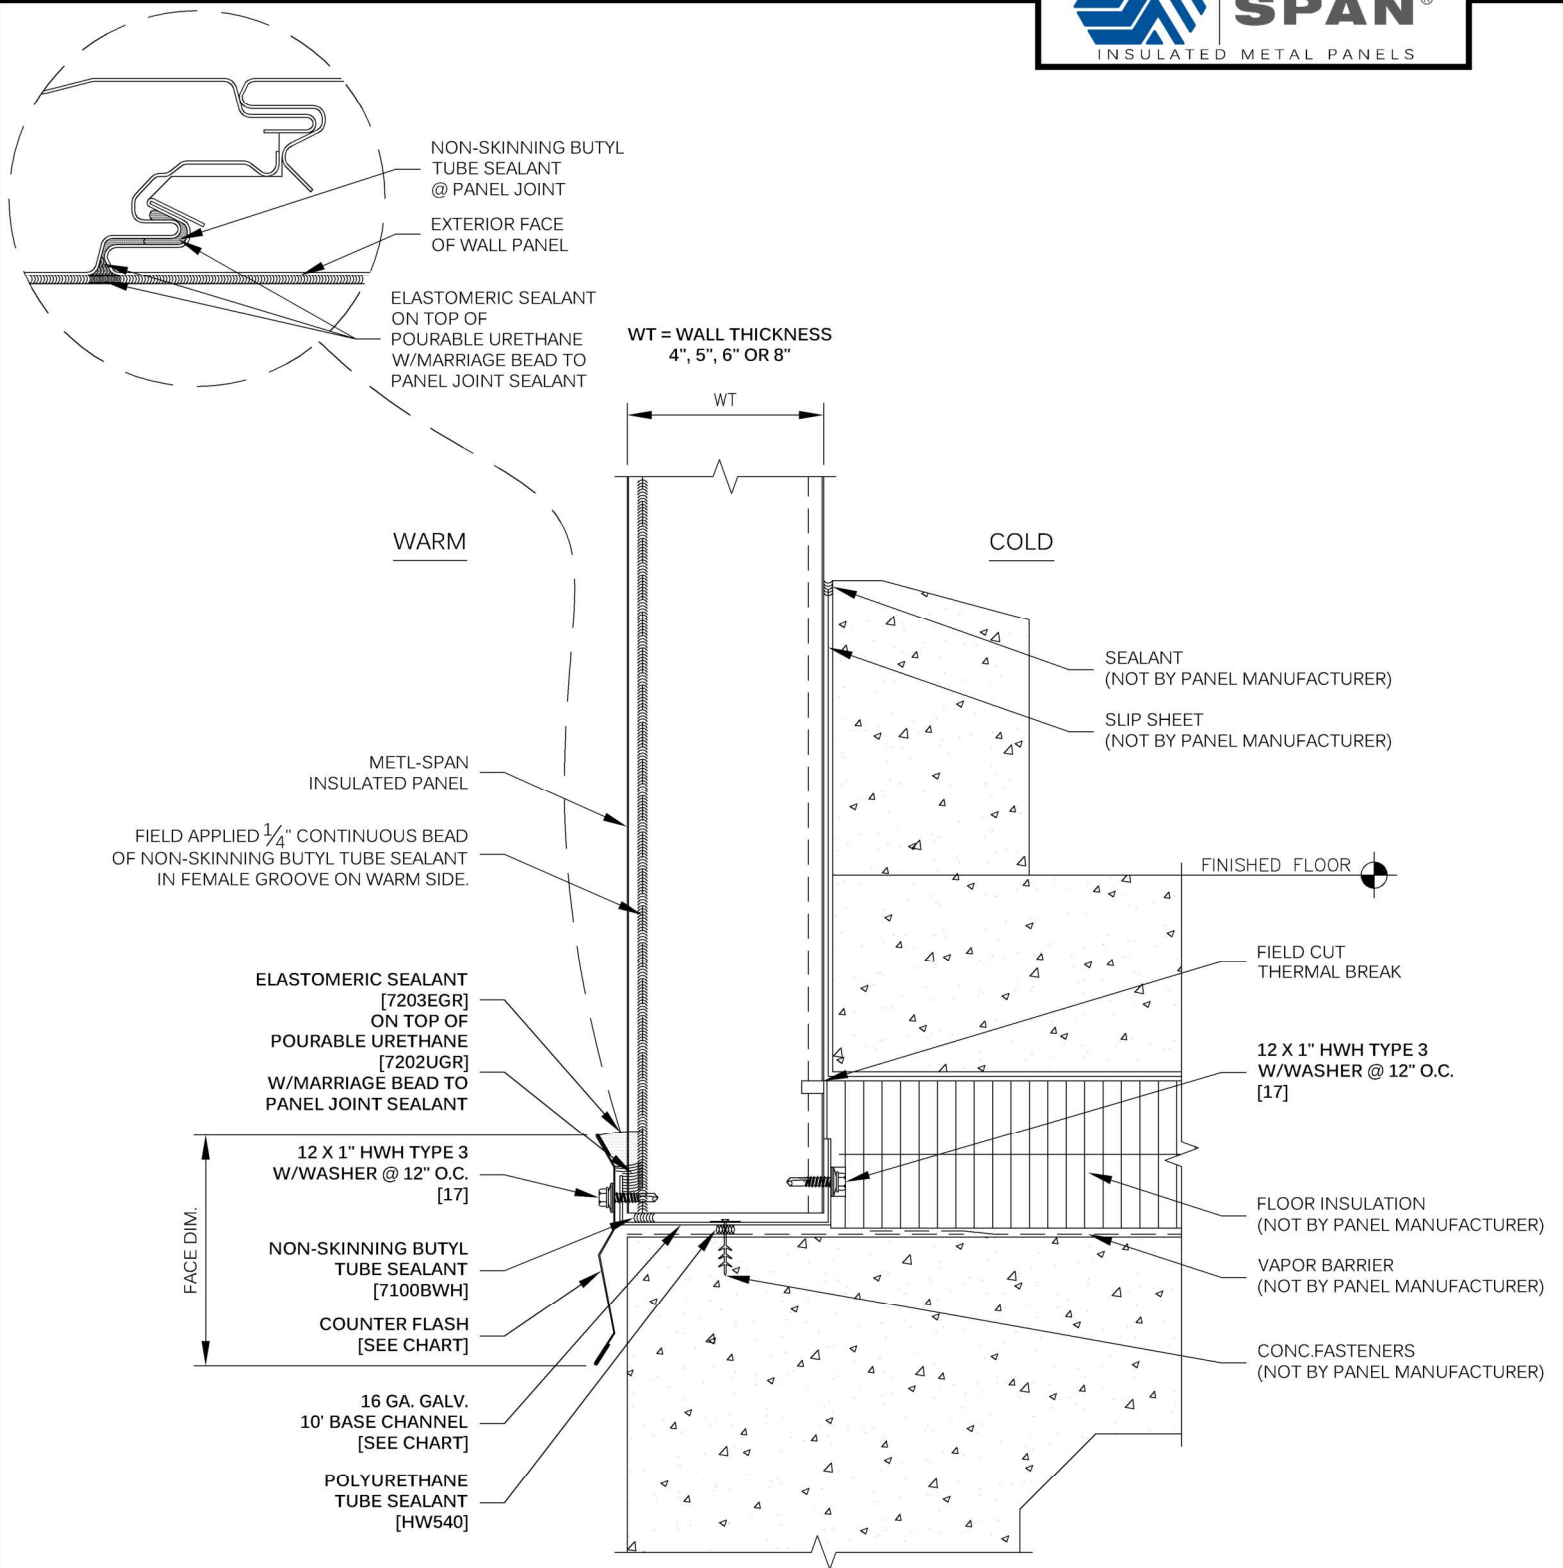 SPAN®
INSULATED METAL PANELS
NON-SKINNING BUTYL
TUBE SEALANT
@ PANEL JOINT
EXTERIOR FACE
OF WALL PANEL
ELASTOMERIC SEALANT
ON TOP OF
POURABLE URETHANE
W/MARRIAGE BEAD TO
PANEL JOINT SEALANT
WT = WALL THICKNESS
4", 5", 6" OR 8"
WT
WARM
COLD
SEALANT
(NOT BY PANEL MANUFACTURER)
SLIP SHEET
(NOT BY PANEL MANUFACTURER)
METL-SPAN
INSULATED PANEL
FIELD APPLIED 1/4" CONTINUOUS BEAD
OF NON-SKINNING BUTYL TUBE SEALANT
IN FEMALE GROOVE ON WARM SIDE.
FINISHED FLOOR
FIELD CUT
THERMAL BREAK
ELASTOMERIC SEALANT
[7203EGR]
ON TOP OF
POURABLE URETHANE
[7202UGR]
W/MARRIAGE BEAD TO
PANEL JOINT SEALANT
12 X 1" HWH TYPE 3
W/WASHER @ 12" O.C.
[17]
12 X 1" HWH TYPE 3
W/WASHER @ 12" O.C.
[17]
FACE DIM.
FLOOR INSULATION
(NOT BY PANEL MANUFACTURER)
NON-SKINNING BUTYL
TUBE SEALANT
[7100BWH]
VAPOR BARRIER
(NOT BY PANEL MANUFACTURER)
COUNTER FLASH
[SEE CHART]
CONC.FASTENERS
(NOT BY PANEL MANUFACTURER)
16 GA. GALV.
10' BASE CHANNEL
[SEE CHART]
POLYURETHANE
TUBE SEALANT
[HW540]